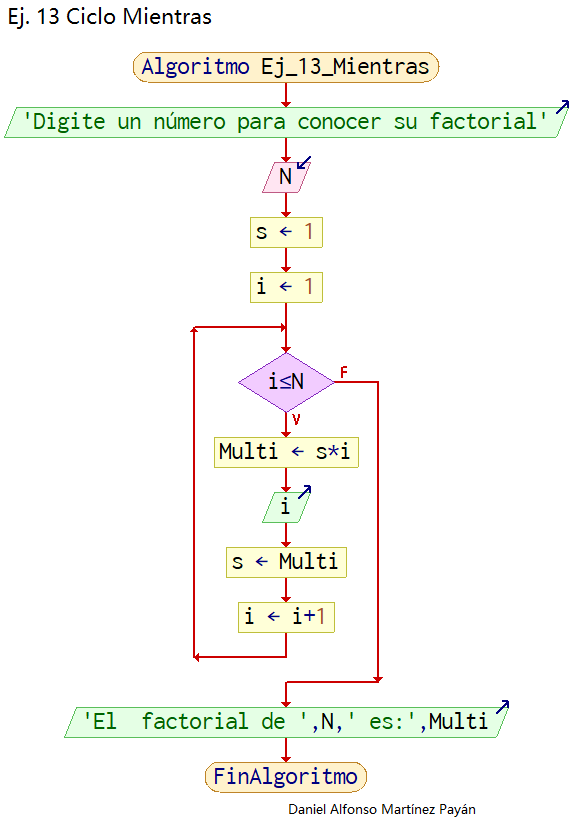 Ej. 13 Ciclo Mientras
Algoritmo Ej_13_Mientras
'Digite un número para conocer su factorial'
N
s ← 1
i ← 1
i≤N
F
V
Multi ← s*i
i
s ← Multi
i ← i+1
'El  factorial de ',N,' es:',Multi
FinAlgoritmo
Daniel Alfonso Martínez Payán